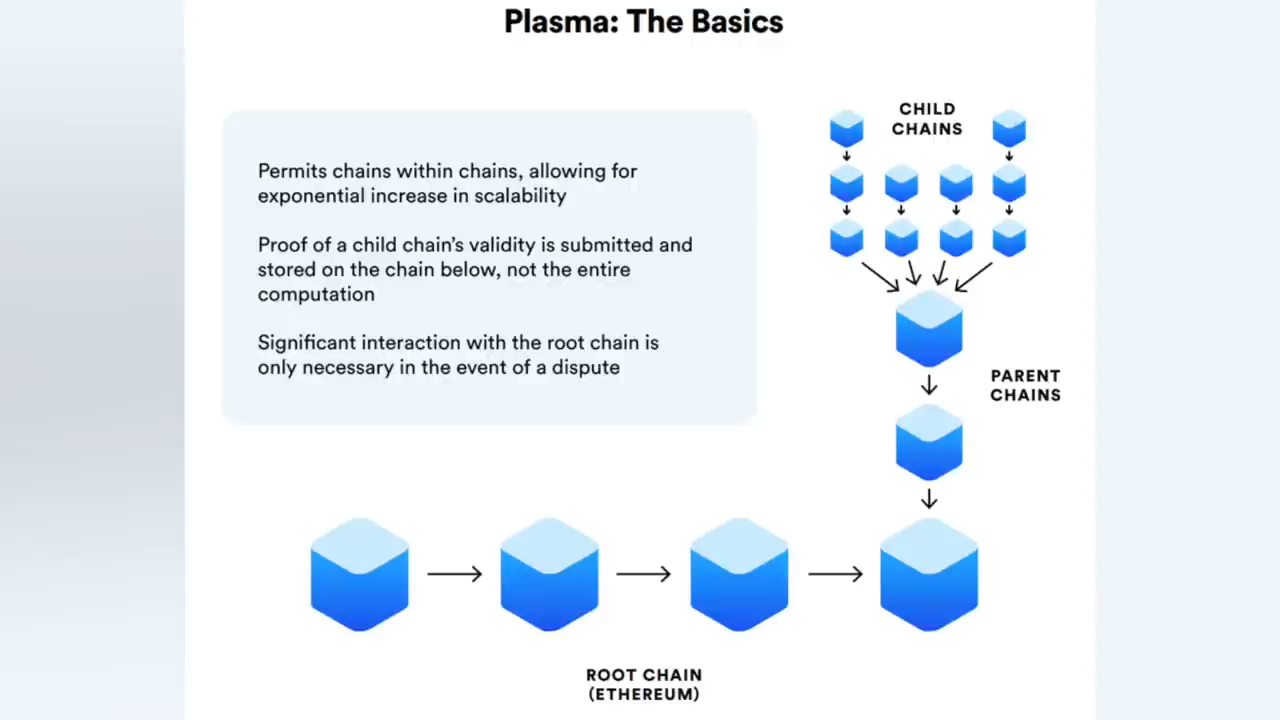 Plasma: The Basics
Permits chains within chains, allowing for
exponential increase in scalability
Proof of a child chain’s validity is submitted and
stored on the chain below, not the entire
computation
Significant interaction with the root chain is
only necessary in the event of a dispute
CHILD
CHAINS
PARENT
CHAINS
ROOT CHAIN
(ETHEREUM)